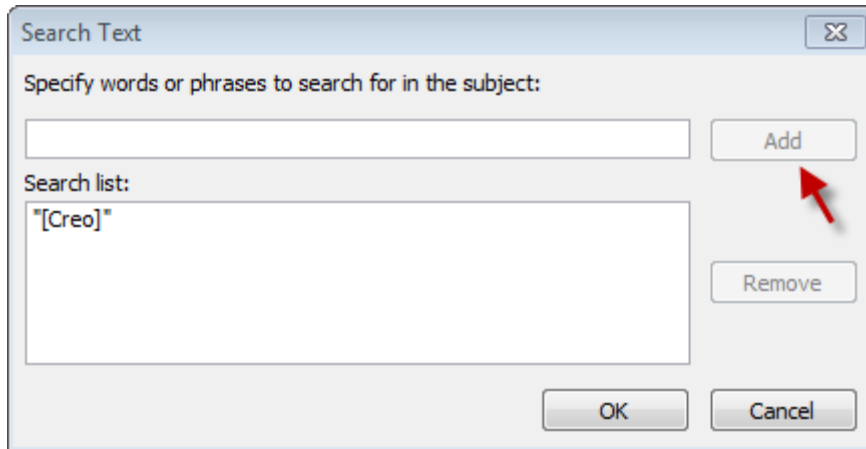 Search Text
Specify words or phrases to search for in the subject:
Add
Search list:
"[Creo]"
Remove
OK
Cancel